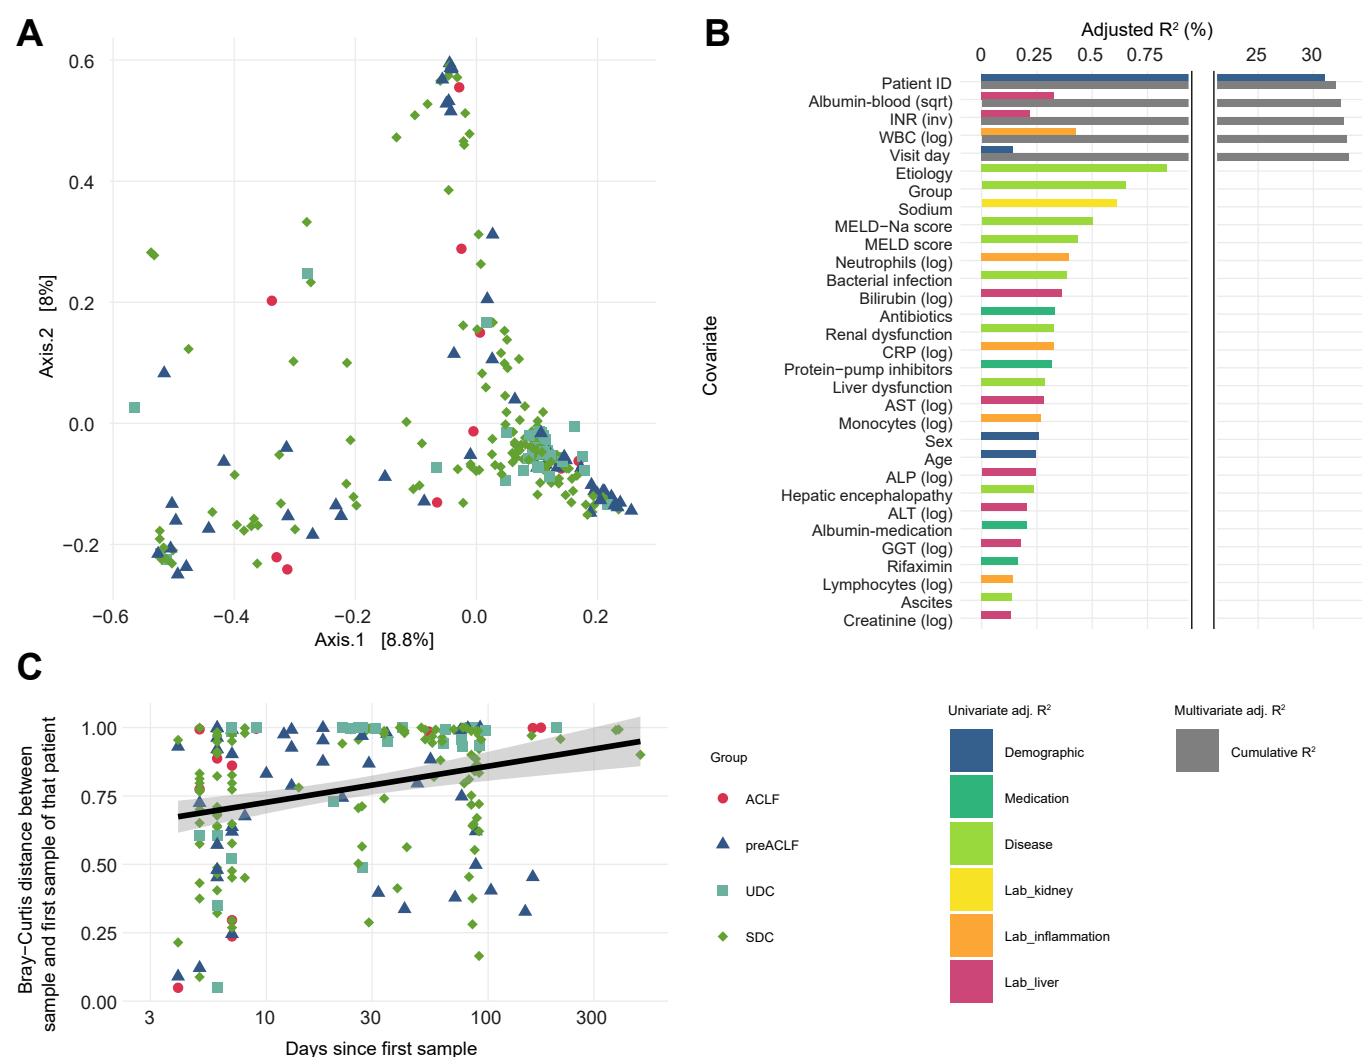 A
0.6
0.4
0.2
0.0
−0.2
Axis.2 [8%]
−0.6
−0.4
−0.2
0.0
0.2
Axis.1 [8.8%]
B
Adjusted R² (%)
0
0.25
0.5
0.75
25
30
Covariate
Patient ID
Albumin-blood (sqrt)
INR (inv)
WBC (log)
Visit day
Etiology
Group
Sodium
MELD−Na score
MELD score
Neutrophils (log)
Bacterial infection
Bilirubin (log)
Antibiotics
Renal dysfunction
CRP (log)
Protein−pump inhibitors
Liver dysfunction
AST (log)
Monocytes (log)
Sex
Age
ALP (log)
Hepatic encephalopathy
ALT (log)
Albumin-medication
GGT (log)
Rifaximin
Lymphocytes (log)
Ascites
Creatinine (log)
C
Bray−Curtis distance between
sample and first sample of that patient
1.00
0.75
0.50
0.25
0.00
3
10
30
100
300
Days since first sample
Group
ACLF
preACLF
UDC
SDC
Univariate adj. R²
Demographic
Medication
Disease
Lab_kidney
Lab_inflammation
Lab_liver
Multivariate adj. R²
Cumulative R²